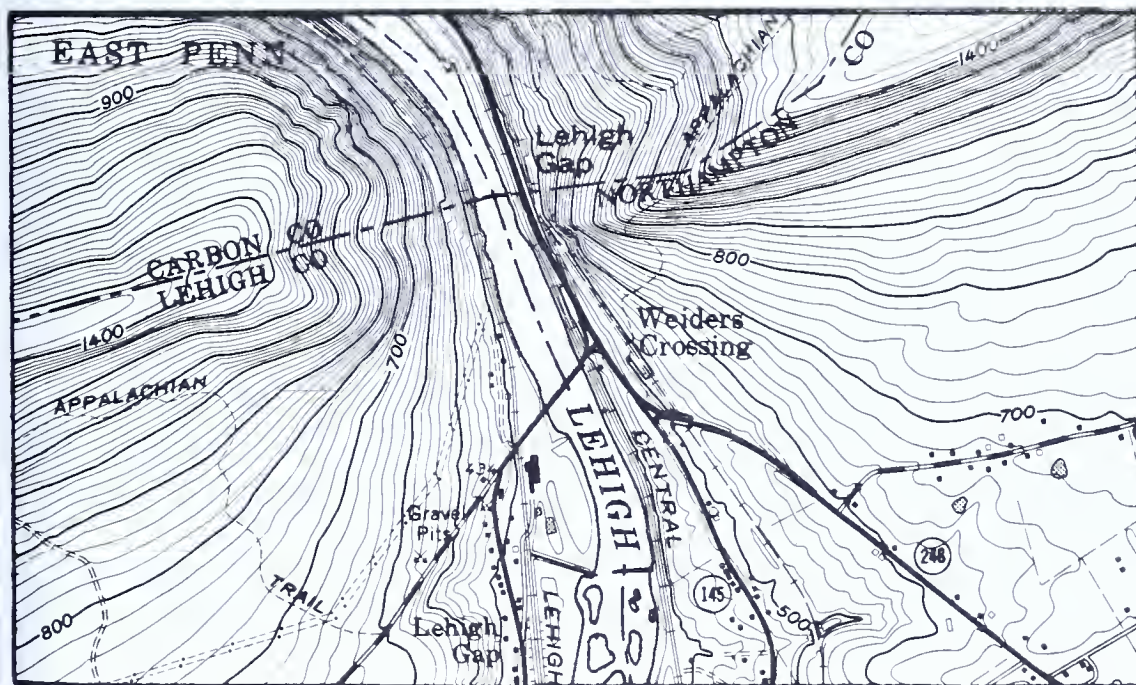 EAST PENN
900
1400
CO
APPALACHIAN
Lehigh
Gap
NORTHAMPTON
CARBON CO
LEHIGH CO
800
1400
700
Weiders
Crossing
APPALACHIAN
700
LEHIGH
CENTRAL
434
Gravel
Pits
248
145
TRAIL
500
800
Lehigh
Gap
LEHIGH